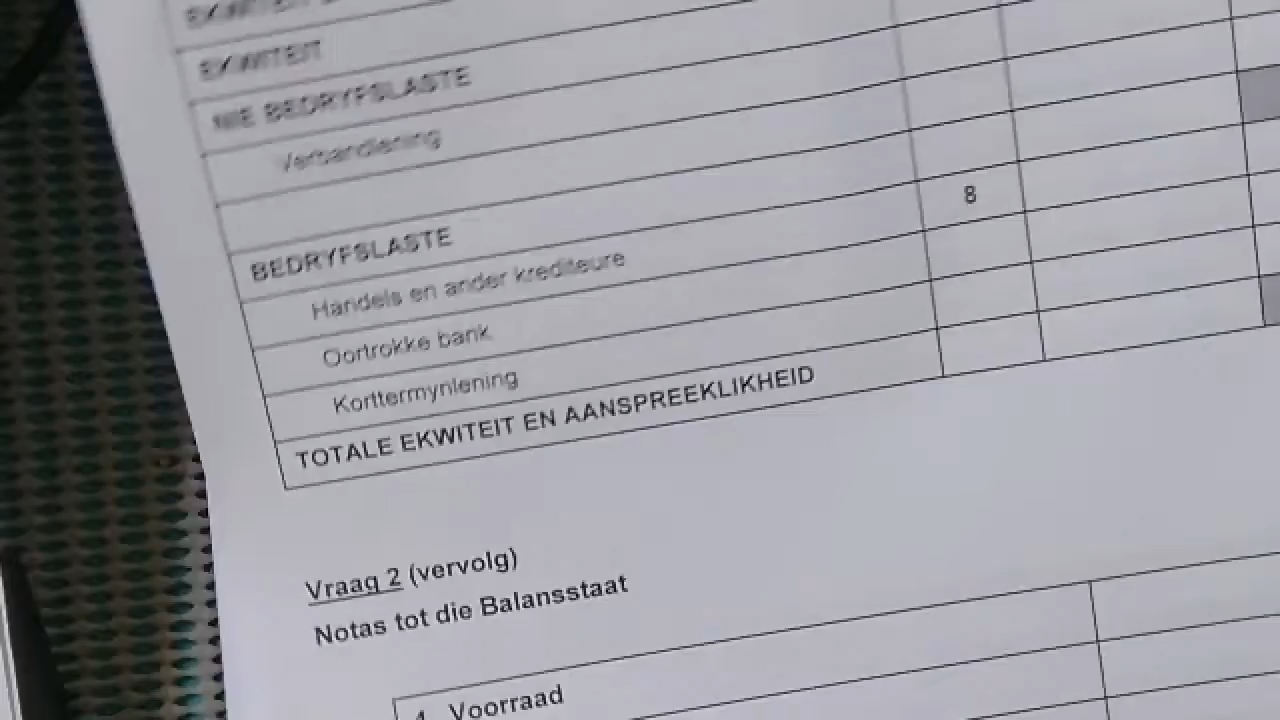 EKWITEIT
EKWITEIT
NIE BEDRYFSLASTE
Verbandlening
BEDRYFSLASTE
Handels en ander krediteure 8
Oortrokke bank
Korttermynlening
TOTALE EKWITEIT EN AANSPREEKLIKHEID
Vraag 2 (vervolg)
Notas tot die Balansstaat
Voorraad